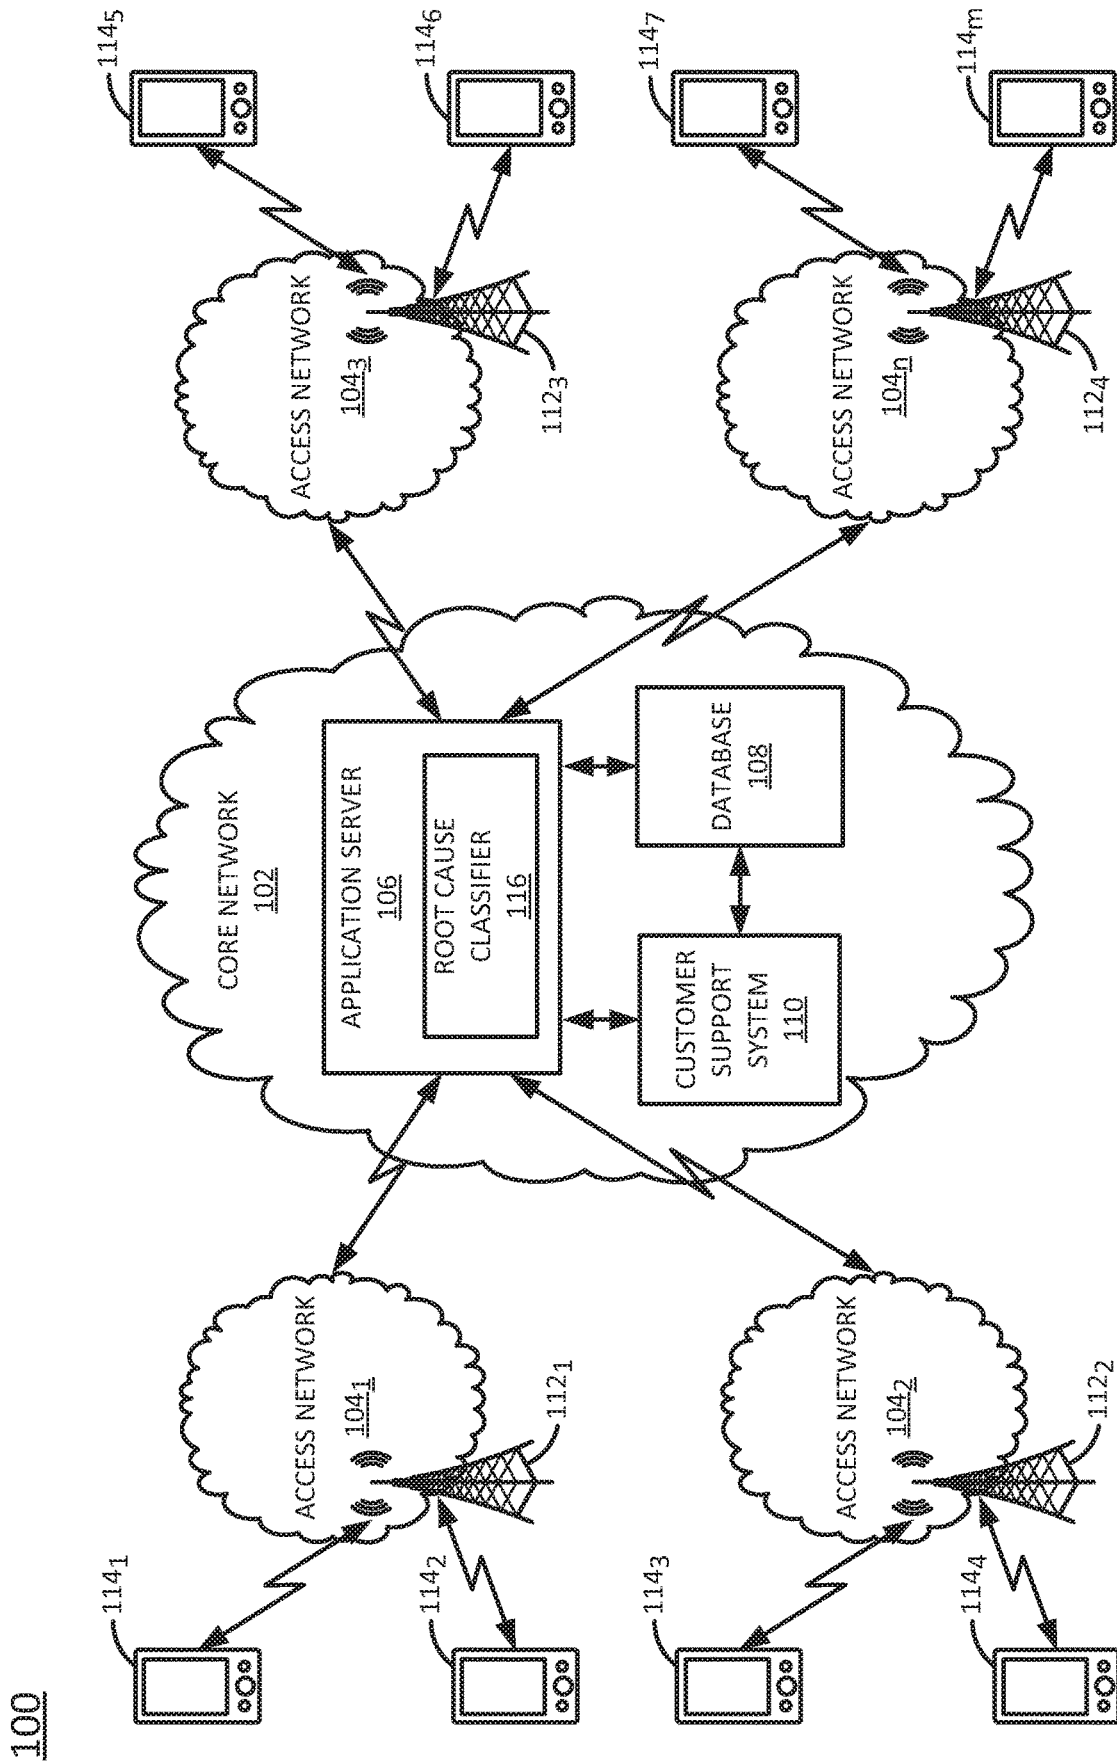 100
114₁
114₂
114₃
114₄
ACCESS NETWORK
104₁
112₁
ACCESS NETWORK
104₂
112₂
CORE NETWORK
102
APPLICATION SERVER
106
ROOT CAUSE
CLASSIFIER
116
CUSTOMER
SUPPORT
SYSTEM
110
DATABASE
108
ACCESS NETWORK
104₃
112₃
ACCESS NETWORK
104ₙ
112₄
114₅
114₆
114₇
114ₘ